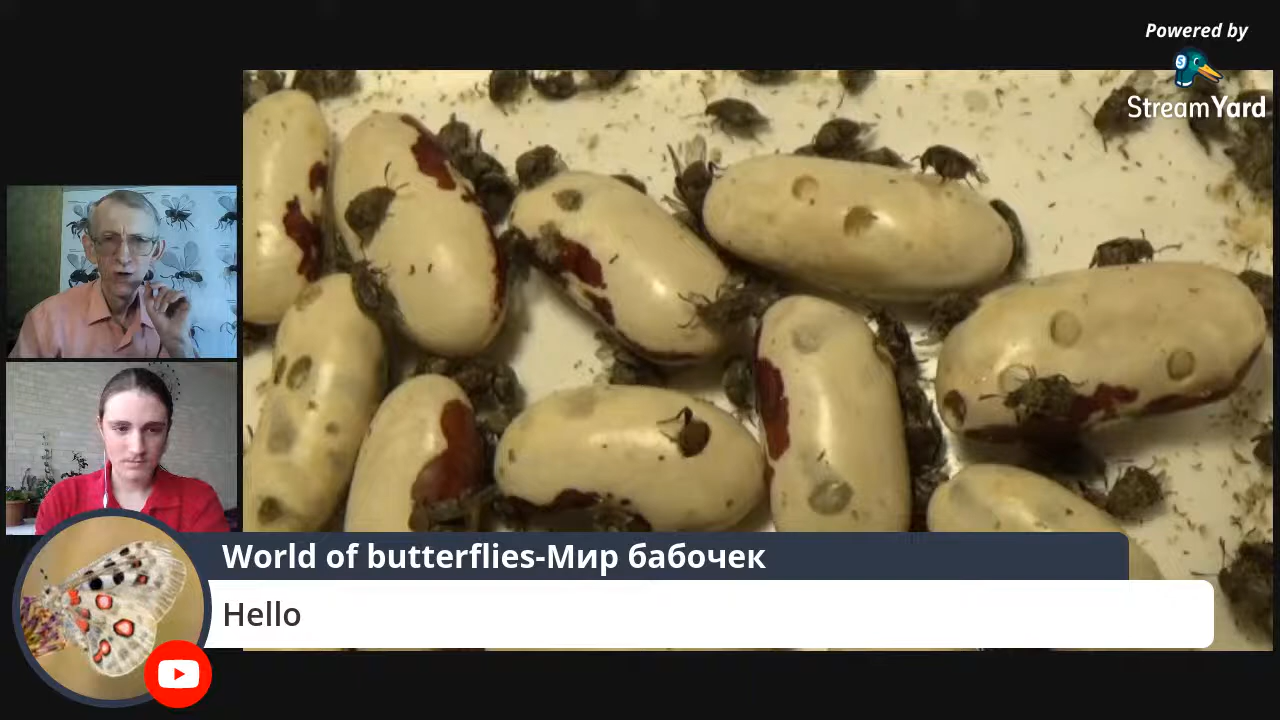 Powered by
StreamYard
World of butterflies-Мир бабочек
Hello